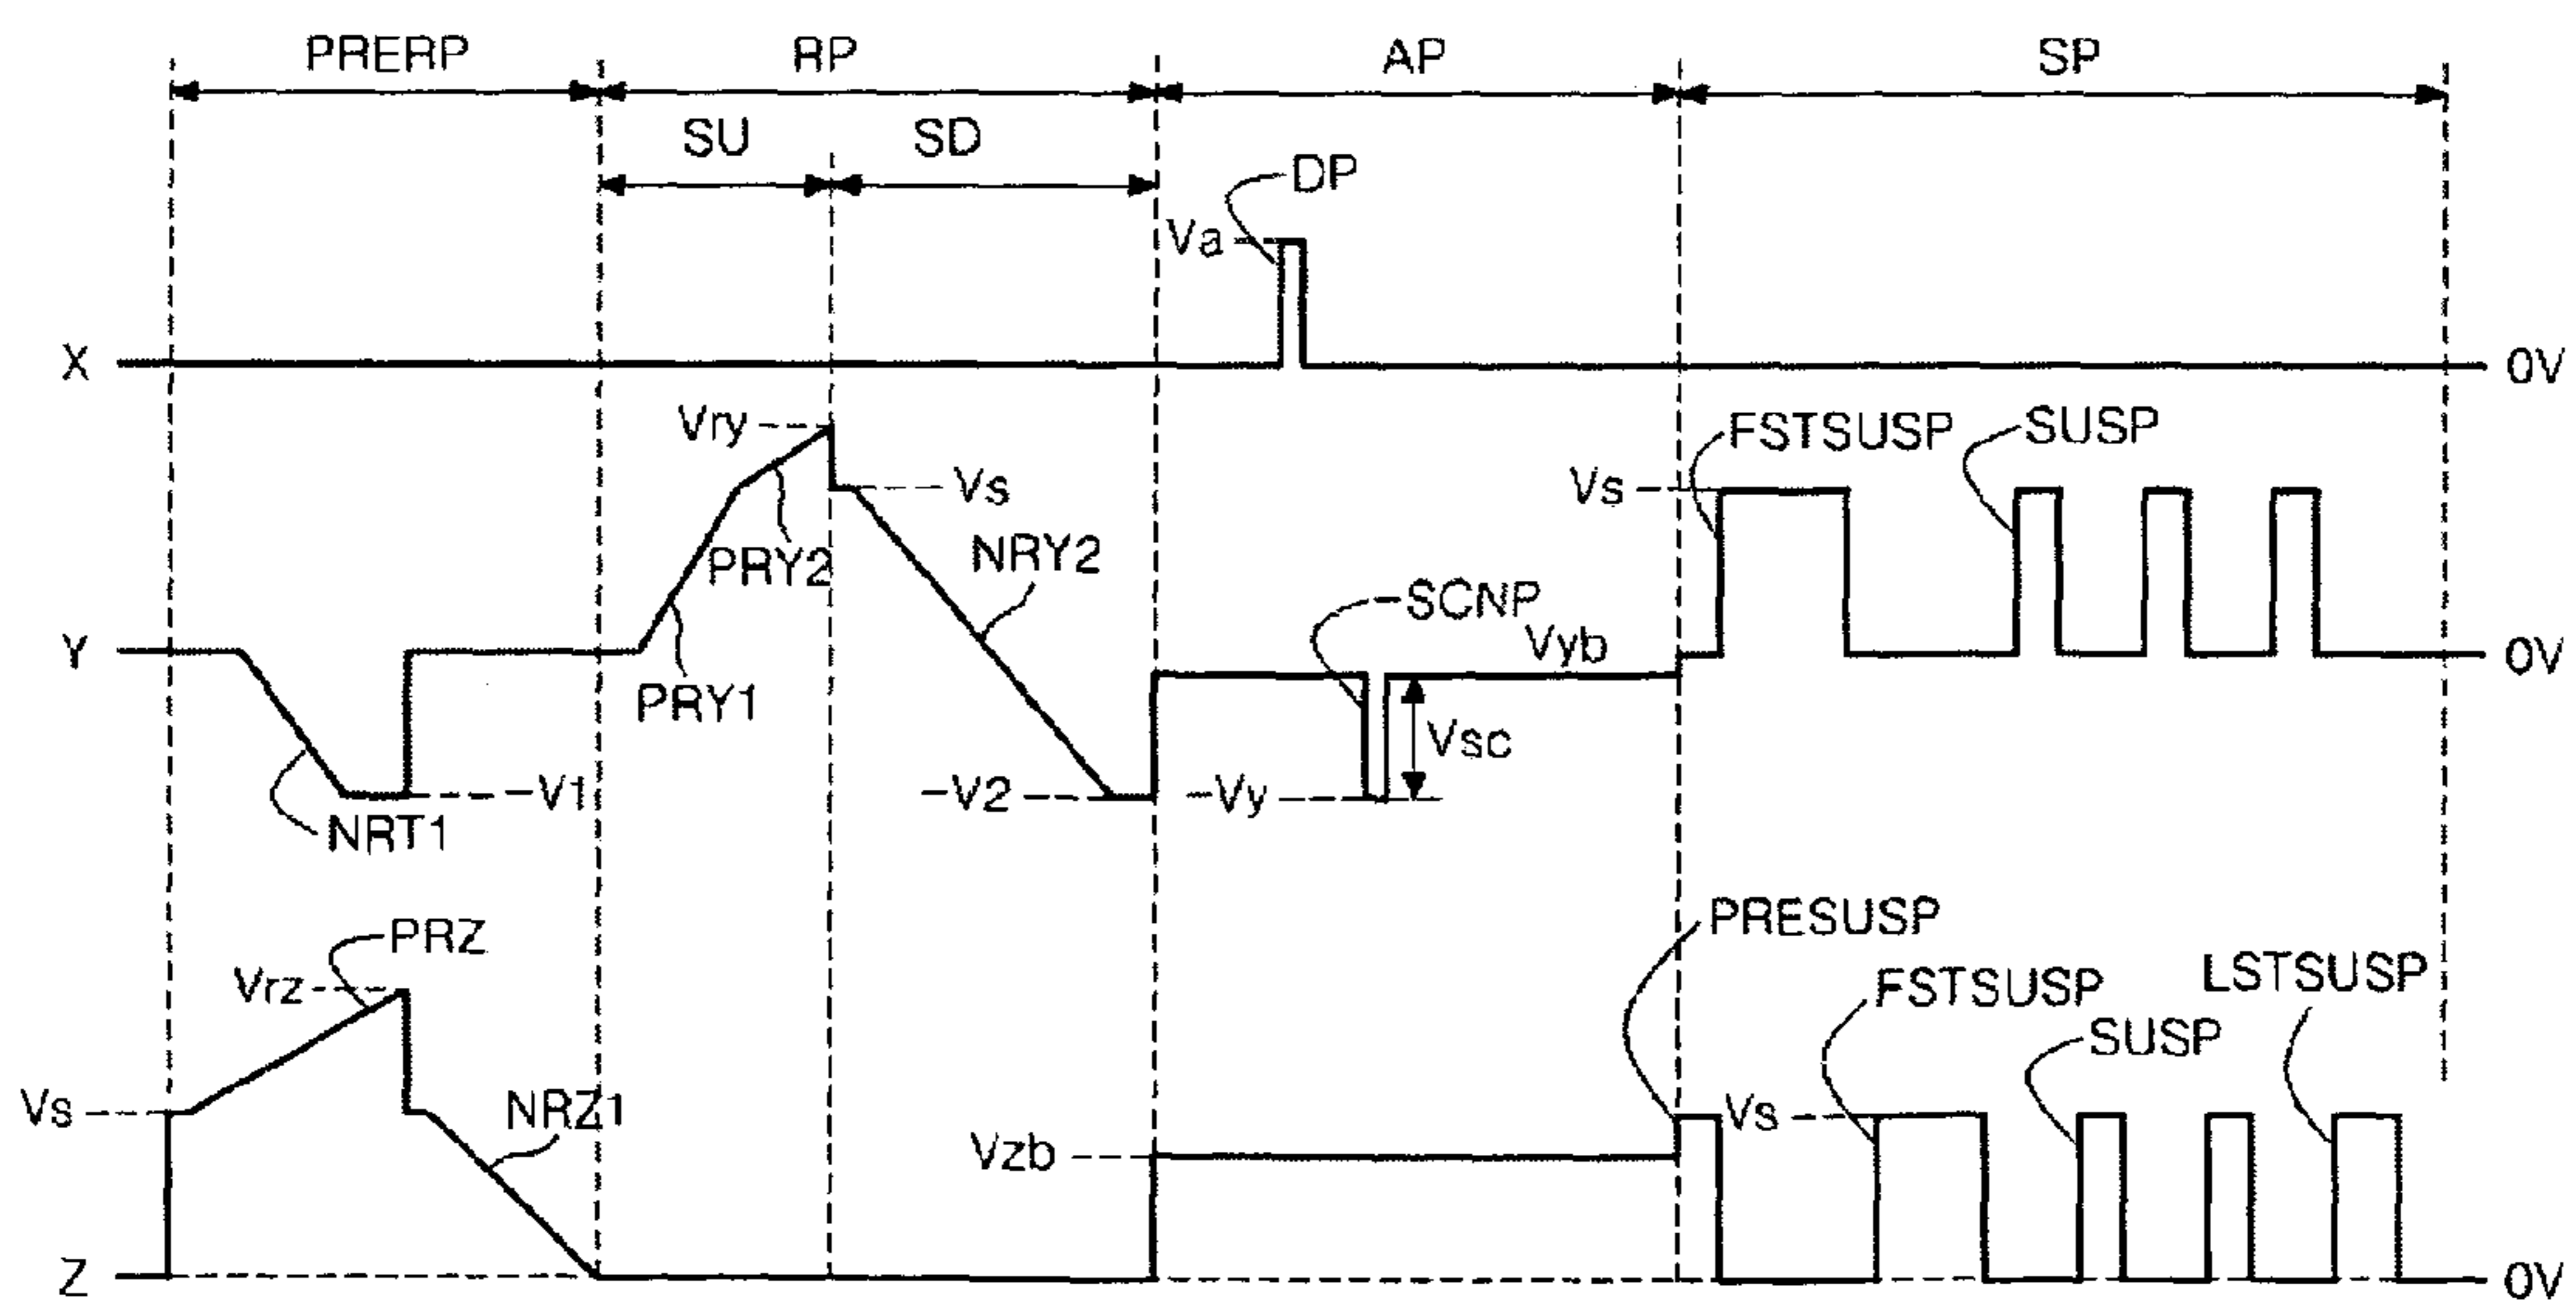 PRERP RP AP SP
SU SD
DP
Va
X 0V
Vry FSTSUSP SUSP
Vs Vs
PRY2 NRY2
SCNP
Y Vyb 0V
PRY1
Vsc
-V1 -V2 -Vy
NRT1
PRZ PRESUSP
Vrz FSTSUSP LSTSUSP
SUSP
Vs NRZ1 Vs
Vzb
Z 0V